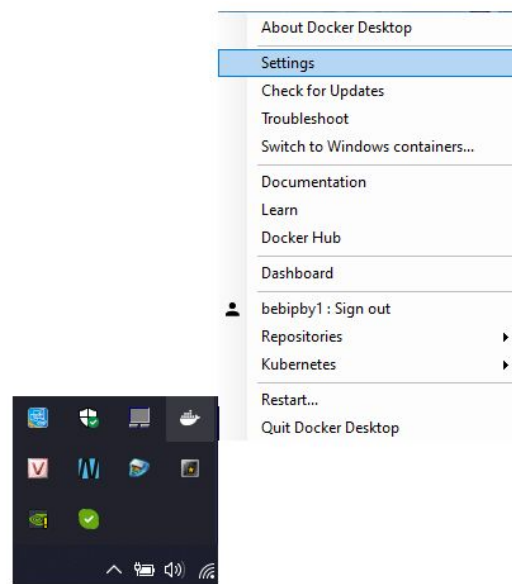 About Docker Desktop
Settings
Check for Updates
Troubleshoot
Switch to Windows containers...
Documentation
Learn
Docker Hub
Dashboard
bebipby1 : Sign out
Repositories
Kubernetes
Restart...
Quit Docker Desktop
V